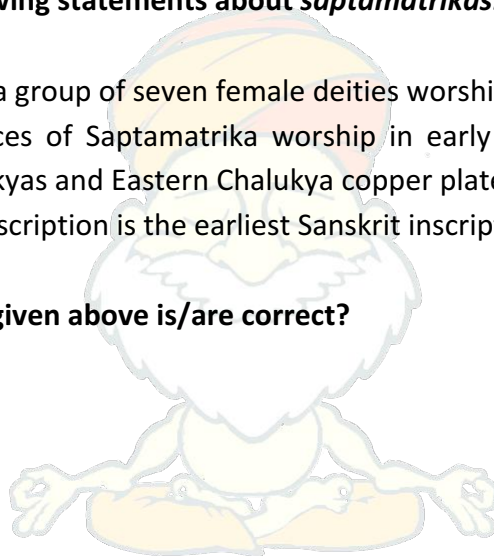 ving statements about saptamatrikas
a group of seven female deities worshi
ces of Saptamatrika worship in early
kyas and Eastern Chalukya copper plate
scription is the earliest Sanskrit inscrip
given above is/are correct?